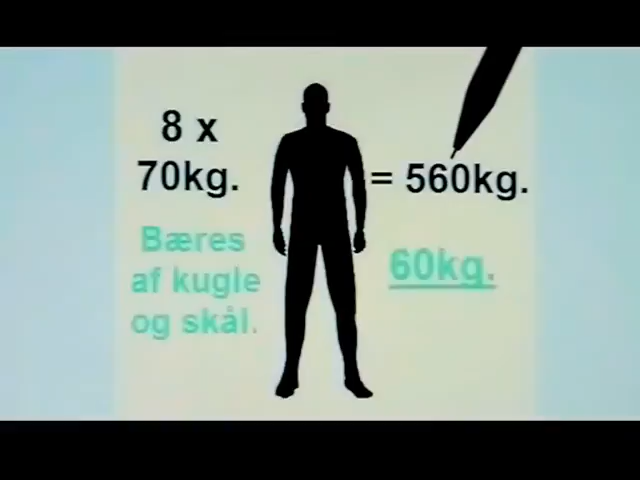 8 x
70kg.
= 560kg.
Bæres
af kugle
og skål.
60kg.